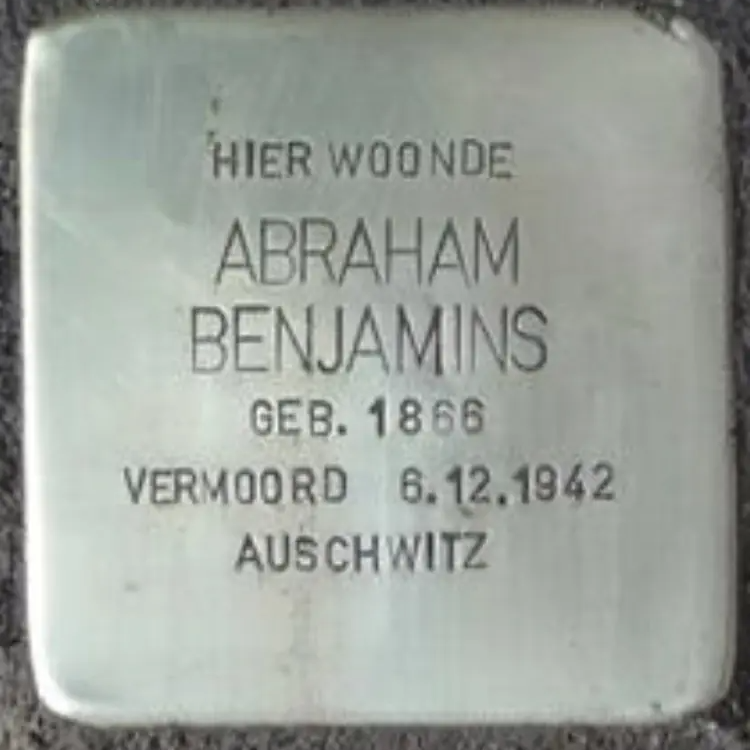 HIER WOONDE
ABRAHAM
BENJAMINS
GEB. 1866
VERMOORD 6.12.1942
AUSCHWITZ